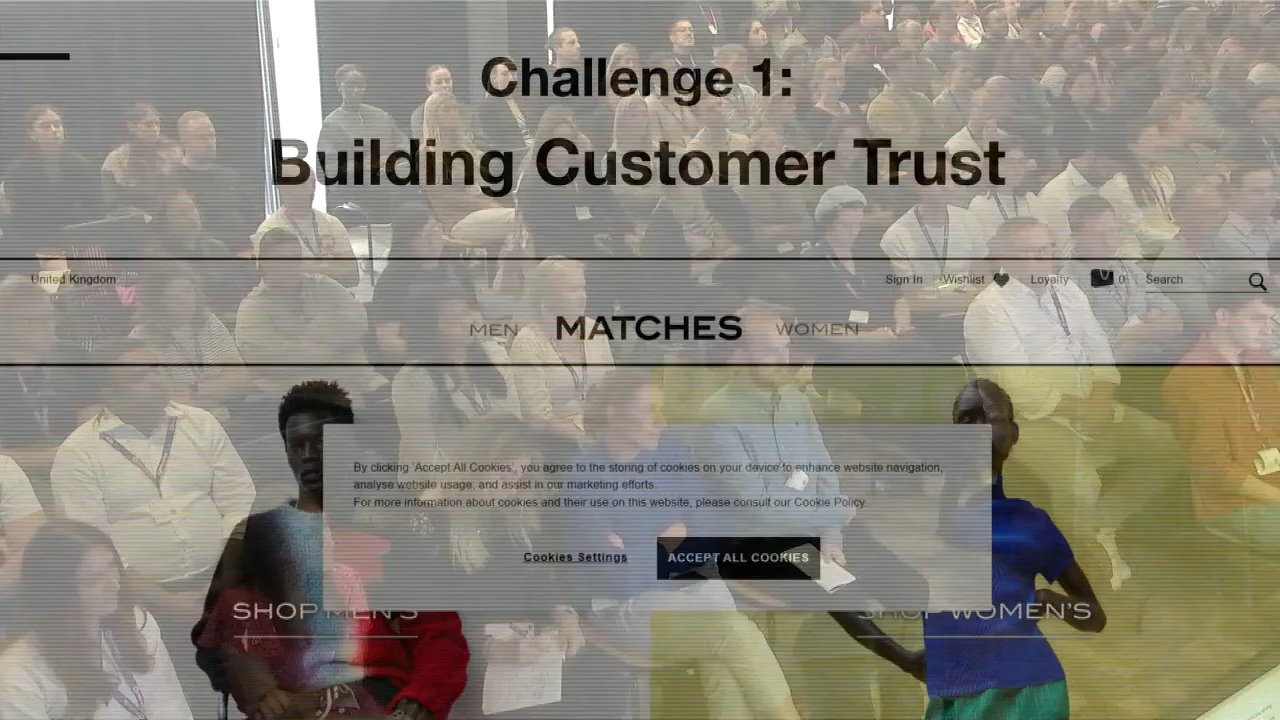 Challenge 1:
Building Customer Trust
United Kingdom
Sign In Wishlist Loyalty 0 Search
MEN MATCHES WOMEN
By clicking 'Accept All Cookies', you agree to the storing of cookies on your device to enhance website navigation,
analyse website usage, and assist in our marketing efforts.
For more information about cookies and their use on this website, please consult our Cookie Policy.
Cookies Settings ACCEPT ALL COOKIES
SHOP MEN'S SHOP WOMEN'S